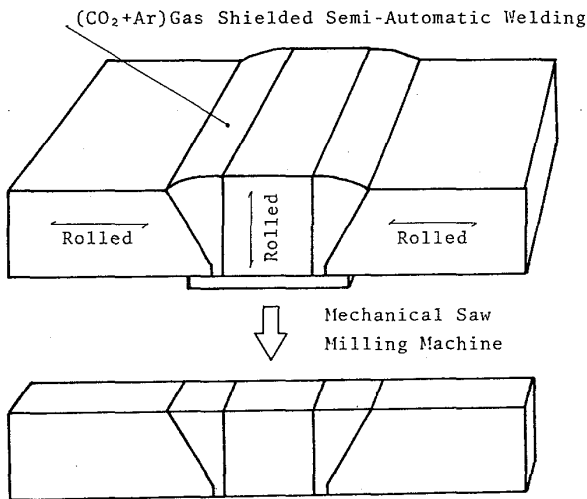 (CO₂+Ar)Gas Shielded Semi-Automatic Welding
Rolled
Rolled
Rolled
Mechanical Saw
Milling Machine